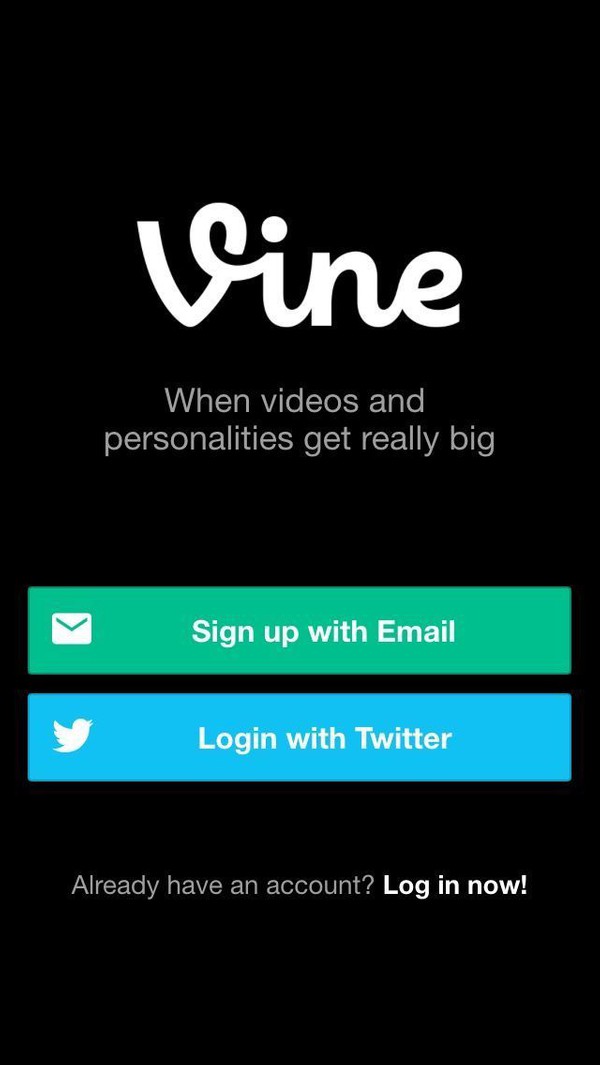 Vine
When videos and
personalities get really big
Sign up with Email
Login with Twitter
Already have an account? Log in now!